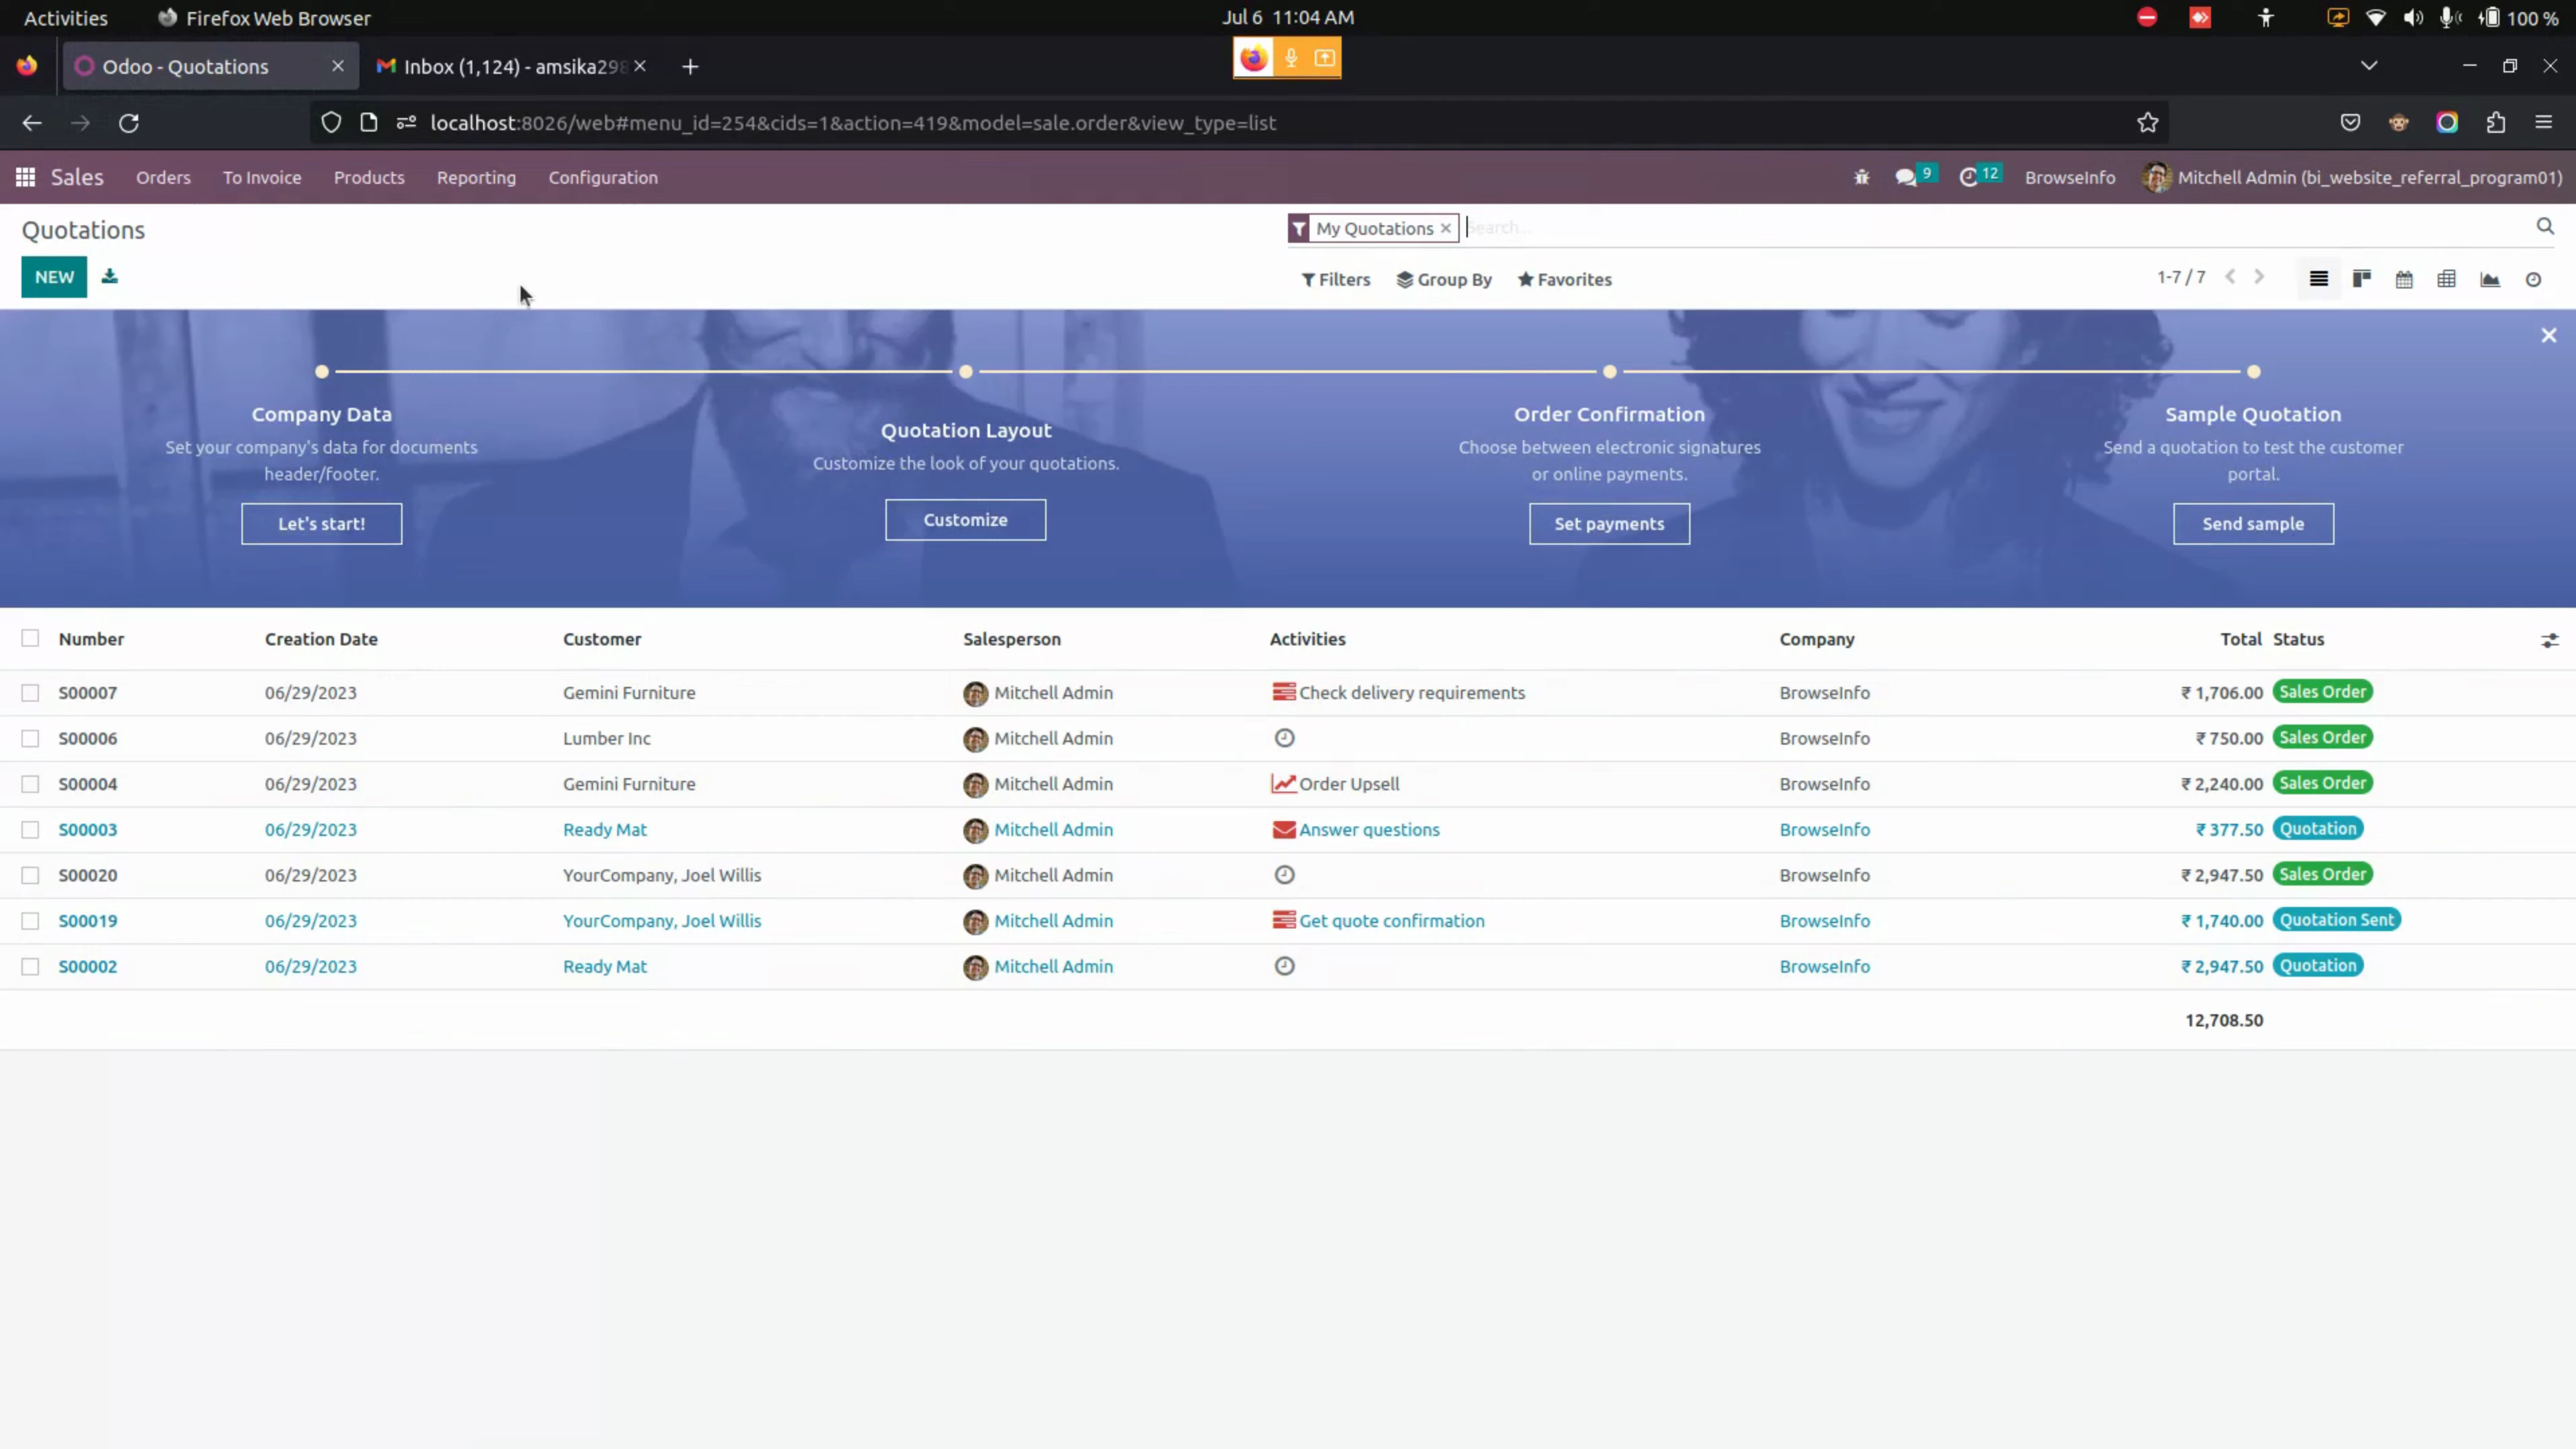 Activities Firefox Web Browser Jul 6 11:04 AM 100 %
Odoo - Quotations Inbox (1,124) - amsika298
localhost:8026/web#menu_id=254&cids=1&action=419&model=sale.order&view_type=list
Sales Orders To Invoice Products Reporting Configuration 9 12 BrowseInfo Mitchell Admin (bi_website_referral_program01)
Quotations My Quotations Search...
NEW Filters Group By Favorites 1-7 / 7
Company Data
Set your company's data for documents
header/footer.
Let's start!
Quotation Layout
Customize the look of your quotations.
Customize
Order Confirmation
Choose between electronic signatures
or online payments.
Set payments
Sample Quotation
Send a quotation to test the customer
portal.
Send sample
Number Creation Date Customer Salesperson Activities Company Total Status
S00007 06/29/2023 Gemini Furniture Mitchell Admin Check delivery requirements BrowseInfo ₹ 1,706.00 Sales Order
S00006 06/29/2023 Lumber Inc Mitchell Admin BrowseInfo ₹ 750.00 Sales Order
S00004 06/29/2023 Gemini Furniture Mitchell Admin Order Upsell BrowseInfo ₹ 2,240.00 Sales Order
S00003 06/29/2023 Ready Mat Mitchell Admin Answer questions BrowseInfo ₹ 377.50 Quotation
S00020 06/29/2023 YourCompany, Joel Willis Mitchell Admin BrowseInfo ₹ 2,947.50 Sales Order
S00019 06/29/2023 YourCompany, Joel Willis Mitchell Admin Get quote confirmation BrowseInfo ₹ 1,740.00 Quotation Sent
S00002 06/29/2023 Ready Mat Mitchell Admin BrowseInfo ₹ 2,947.50 Quotation
12,708.50